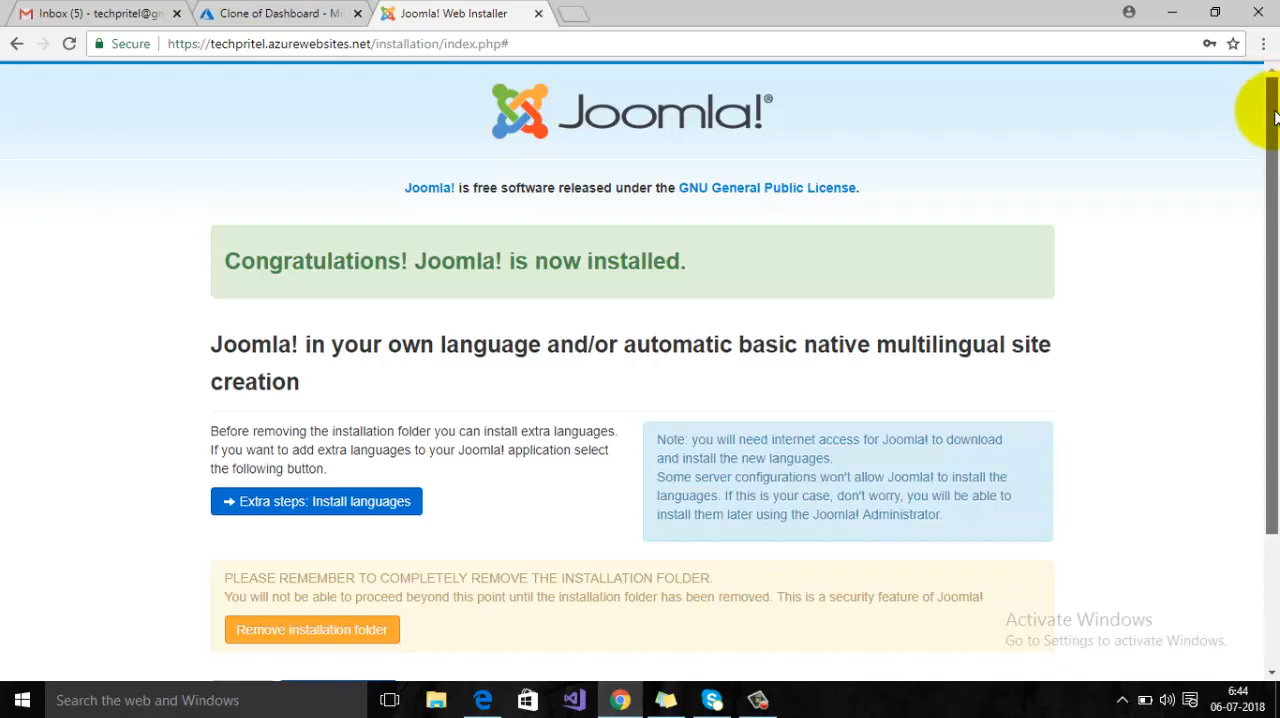 Inbox (5) - techpritel@gm
Clone of Dashboard - Mi
Joomla! Web Installer
Secure
https://techpritel.azurewebsites.net/installation/index.php#
Joomla!®
Joomla! is free software released under the GNU General Public License.
Congratulations! Joomla! is now installed.
Joomla! in your own language and/or automatic basic native multilingual site
creation
Before removing the installation folder you can install extra languages.
If you want to add extra languages to your Joomla! application select
the following button.
Extra steps: Install languages
Note: you will need internet access for Joomla! to download
and install the new languages.
Some server configurations won't allow Joomla! to install the
languages. If this is your case, don't worry, you will be able to
install them later using the Joomla! Administrator.
PLEASE REMEMBER TO COMPLETELY REMOVE THE INSTALLATION FOLDER.
You will not be able to proceed beyond this point until the installation folder has been removed. This is a security feature of Joomla!
Remove installation folder
Activate Windows
Go to Settings to activate Windows.
Search the web and Windows
6:44
06-07-2018